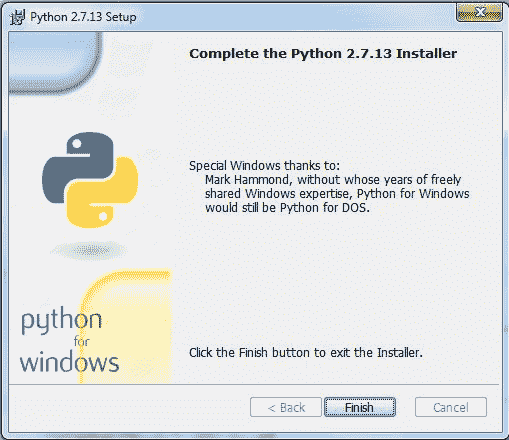 Python 2.7.13 Setup
Complete the Python 2.7.13 Installer
Special Windows thanks to:
Mark Hammond, without whose years of freely
shared Windows expertise, Python for Windows
would still be Python for DOS.
python
for
windows
Click the Finish button to exit the Installer.
< Back
Finish
Cancel